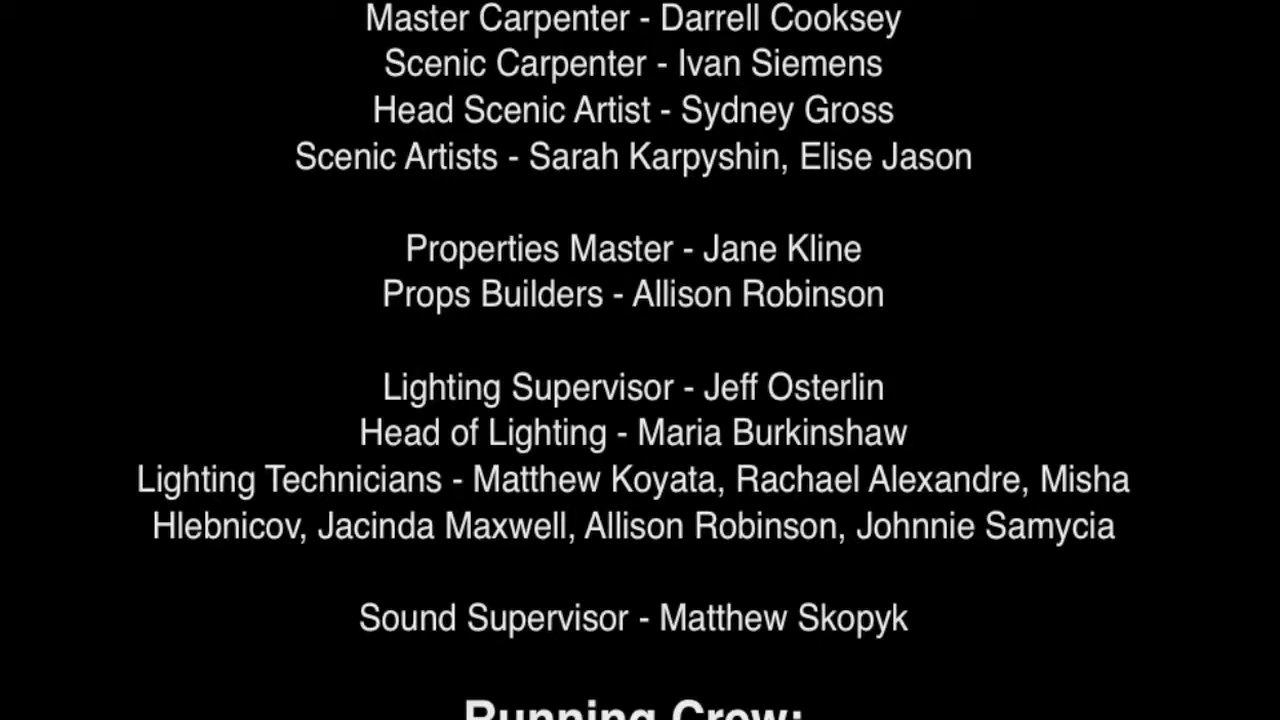 Master Carpenter - Darrell Cooksey
Scenic Carpenter - Ivan Siemens
Head Scenic Artist - Sydney Gross
Scenic Artists - Sarah Karpyshin, Elise Jason
Properties Master - Jane Kline
Props Builders - Allison Robinson
Lighting Supervisor - Jeff Osterlin
Head of Lighting - Maria Burkinshaw
Lighting Technicians - Matthew Koyata, Rachael Alexandre, Misha
Hlebnicov, Jacinda Maxwell, Allison Robinson, Johnnie Samycia
Sound Supervisor - Matthew Skopyk
Running Crew: